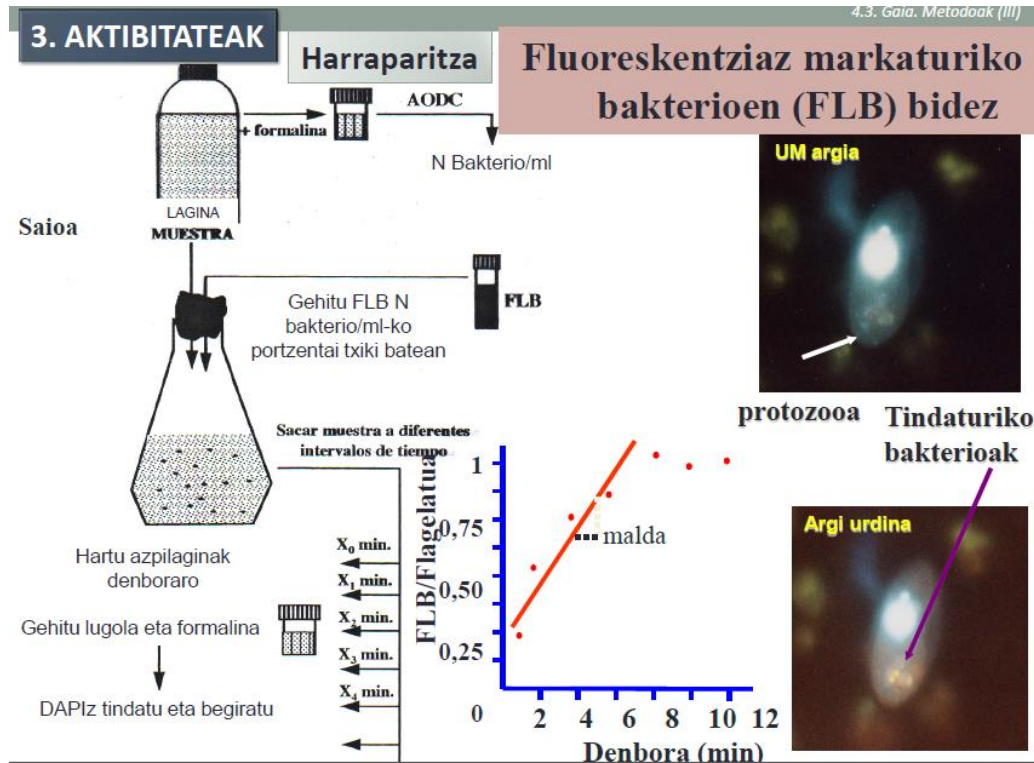 4.3. Gaia. Metodoak (III)
3. AKTIBITATEAK
Harraparitza
Fluoreskentziaz markaturiko
bakterioen (FLB) bidez
AODC
+ formalina
N Bakterio/ml
LAGINA
MUESTRA
Saioa
FLB
Gehitu FLB N
bakterio/ml-ko
portzentai txiki batean
Sacar muestra a diferentes
intervalos de tiempo
Hartu azpilaginak
denboraro
Gehitu lugola eta formalina
DAPIz tindatu eta begiratu
X0 min.
X1 min.
X2 min.
X3 min.
X4 min.
FLB/Flagelatua
1
0,75
0,50
0,25
0
malda
2 4 6 8 10 12
Denbora (min)
UM argia
protozooa
Tindaturiko
bakterioak
Argi urdina